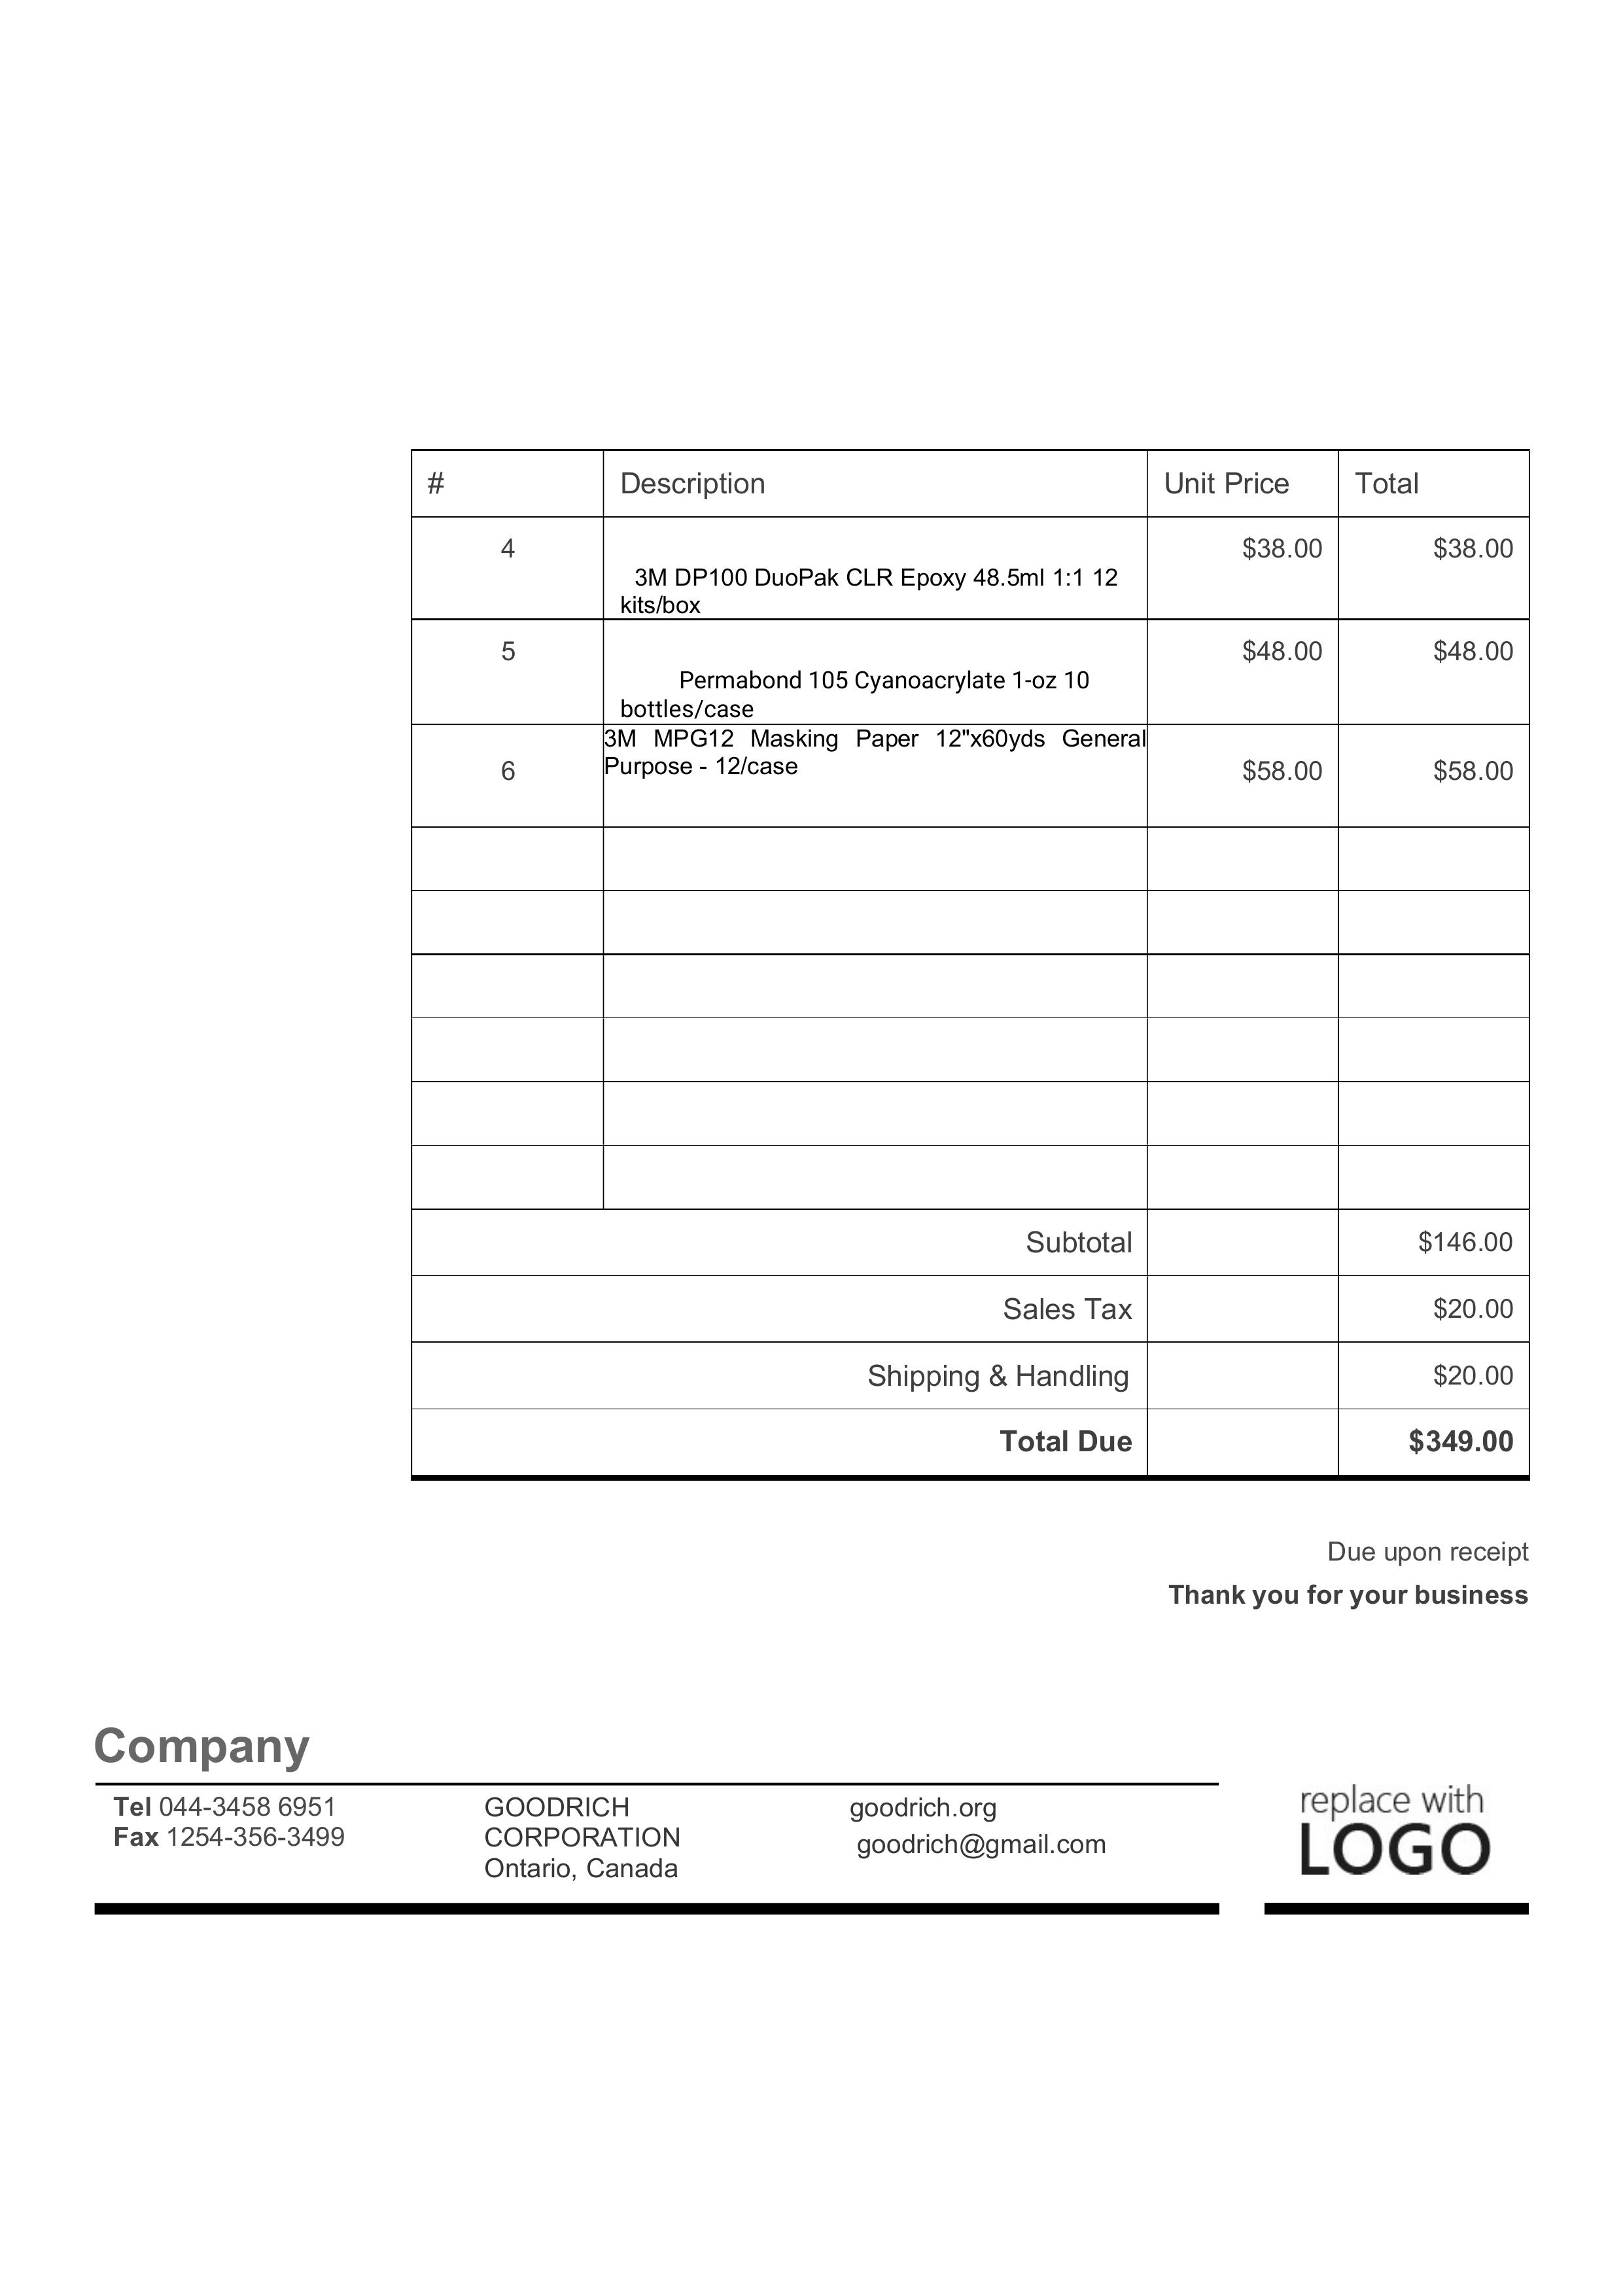 # Description Unit Price Total
4 $38.00 $38.00
3M DP100 DuoPak CLR Epoxy 48.5ml 1:1 12
kits/box
5 $48.00 $48.00
Permabond 105 Cyanoacrylate 1-oz 10
bottles/case
3M MPG12 Masking Paper 12"x60yds General
Purpose - 12/case
6 $58.00 $58.00
Subtotal $146.00
Sales Tax $20.00
Shipping & Handling $20.00
Total Due $349.00
Due upon receipt
Thank you for your business
Company
Tel 044-3458 6951
Fax 1254-356-3499
GOODRICH
CORPORATION
Ontario, Canada
goodrich.org
goodrich@gmail.com
replace with
LOGO